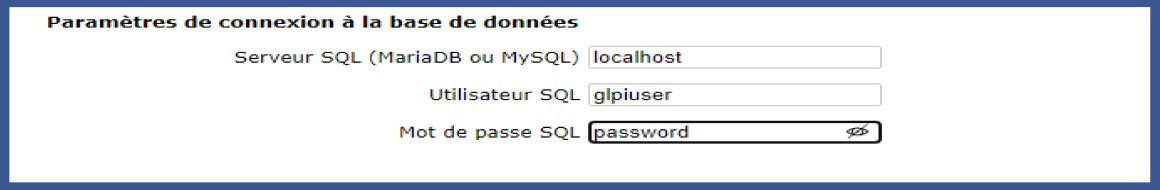 Paramètres de connexion à la base de données
Serveur SQL (MariaDB ou MySQL) localhost
Utilisateur SQL glpiuser
Mot de passe SQL password